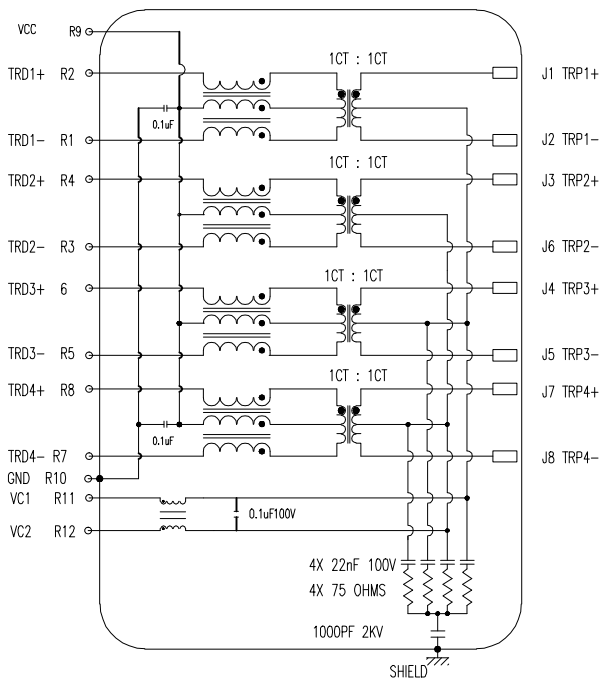 VCC R9
1CT : 1CT
TRD1+ R2 J1 TRP1+
0.1uF
TRD1- R1 J2 TRP1-
1CT : 1CT
TRD2+ R4 J3 TRP2+
TRD2- R3 J6 TRP2-
1CT : 1CT
TRD3+ 6 J4 TRP3+
TRD3- R5 J5 TRP3-
1CT : 1CT
TRD4+ R8 J7 TRP4+
0.1uF
TRD4- R7 J8 TRP4-
GND R10
VC1 R11
0.1uF100V
VC2 R12
4X 22nF 100V
4X 75 OHMS
1000PF 2KV
SHIELD